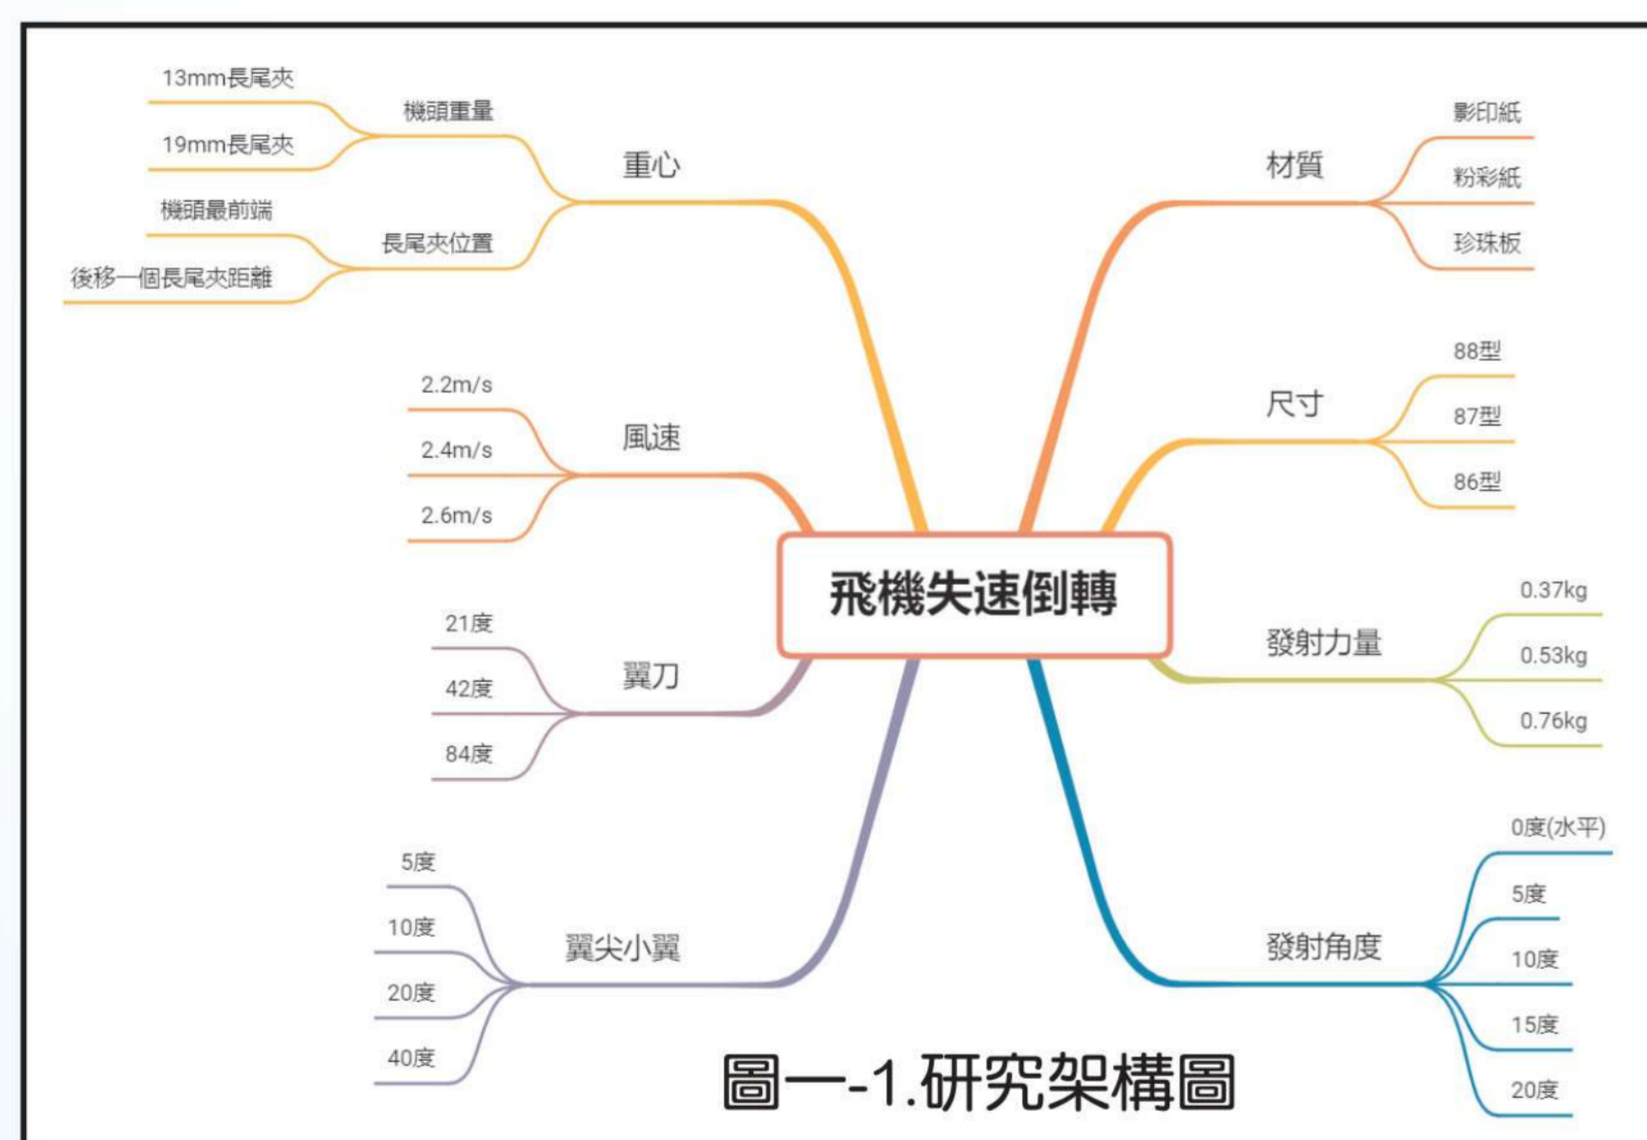 13mm長尾夾
19mm長尾夾
機頭重量
機頭最前端
後移一個長尾夾距離
長尾夾位置
重心
2.2m/s
2.4m/s
2.6m/s
風速
21度
42度
84度
翼刀
5度
10度
20度
40度
翼尖小翼
飛機失速倒轉
材質
影印紙
粉彩紙
珍珠板
尺寸
88型
87型
86型
發射力量
0.37kg
0.53kg
0.76kg
發射角度
0度(水平)
5度
10度
15度
20度
圖一-1.研究架構圖